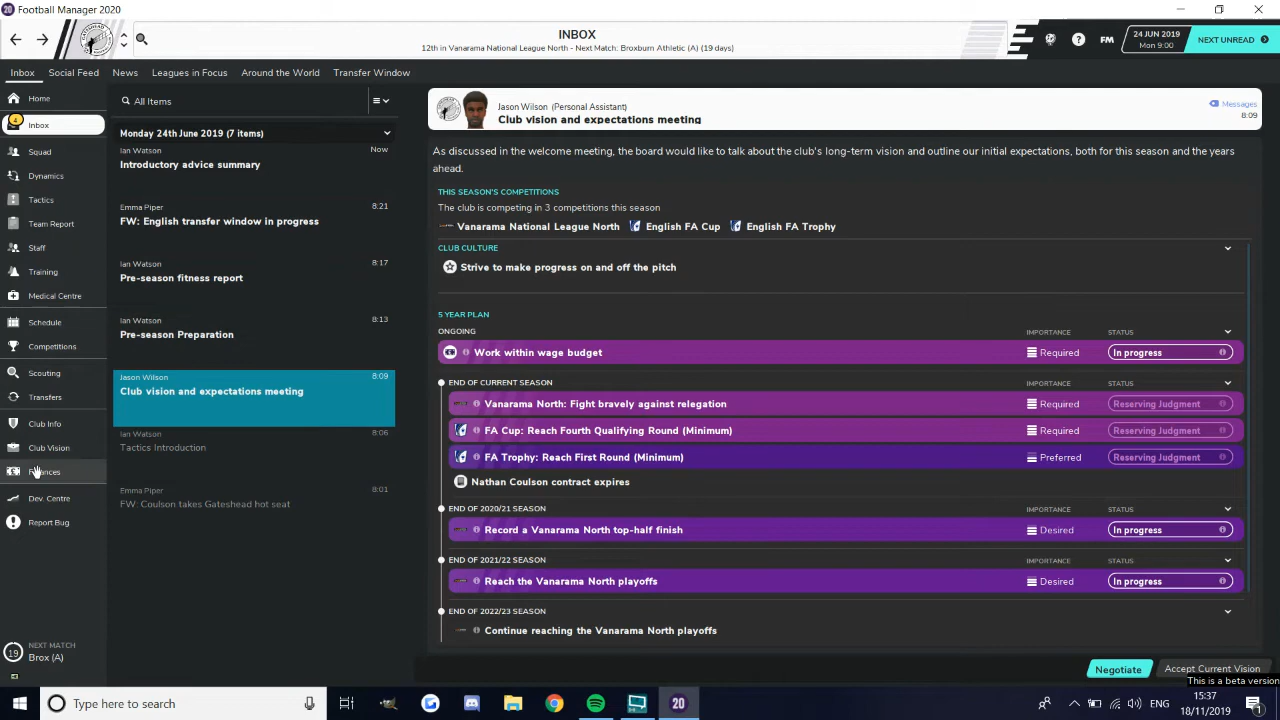 Football Manager 2020
INBOX
12th in Vanarama National League North - Next Match: Broxburn Athletic (A) (19 days)
FM
24 JUN 2019
Mon 9:00
NEXT UNREAD
Inbox
Social Feed
News
Leagues in Focus
Around the World
Transfer Window
Home
4
Inbox
Squad
Dynamics
Tactics
Team Report
Staff
Training
Medical Centre
Schedule
Competitions
Scouting
Transfers
Club Info
Club Vision
Finances
Dev. Centre
Report Bug
NEXT MATCH
19
Brox (A)
All Items
Monday 24th June 2019 (7 items)
Ian Watson
Now
Introductory advice summary
Emma Piper
8:21
FW: English transfer window in progress
Ian Watson
8:17
Pre-season fitness report
Ian Watson
8:13
Pre-season Preparation
Jason Wilson
8:09
Club vision and expectations meeting
Ian Watson
8:06
Tactics Introduction
Emma Piper
8:01
FW: Coulson takes Gateshead hot seat
Jason Wilson (Personal Assistant)
Club vision and expectations meeting
Messages
8:09
As discussed in the welcome meeting, the board would like to talk about the club's long-term vision and outline our initial expectations, both for this season and the years
ahead.
THIS SEASON'S COMPETITIONS
The club is competing in 3 competitions this season
Vanarama National League North
English FA Cup
English FA Trophy
CLUB CULTURE
Strive to make progress on and off the pitch
5 YEAR PLAN
ONGOING
IMPORTANCE
STATUS
Work within wage budget
Required
In progress
END OF CURRENT SEASON
IMPORTANCE
STATUS
Vanarama North: Fight bravely against relegation
Required
Reserving Judgment
FA Cup: Reach Fourth Qualifying Round (Minimum)
Required
Reserving Judgment
FA Trophy: Reach First Round (Minimum)
Preferred
Reserving Judgment
Nathan Coulson contract expires
END OF 2020/21 SEASON
IMPORTANCE
STATUS
Record a Vanarama North top-half finish
Desired
In progress
END OF 2021/22 SEASON
IMPORTANCE
STATUS
Reach the Vanarama North playoffs
Desired
In progress
END OF 2022/23 SEASON
Continue reaching the Vanarama North playoffs
Negotiate
Accept Current Vision
This is a beta version
Type here to search
20
ENG
15:37
18/11/2019
1